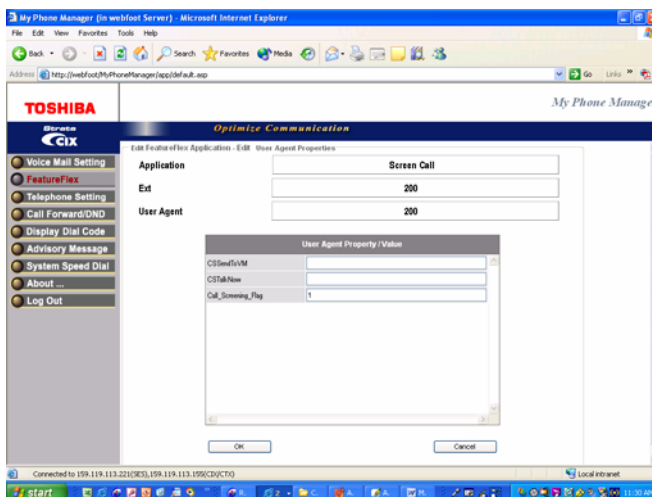 My Phone Manager (in webfoot Server) - Microsoft Internet Explorer
File Edit View Favorites Tools Help
Back Search Favorites Media
Address http://webfoot/MyPhoneManager/app/default.asp Go Links »
TOSHIBA
My Phone Manage
Strata
CIX
Optimize Communication
Voice Mail Setting
FeatureFlex
Telephone Setting
Call Forward/DND
Display Dial Code
Advisory Message
System Speed Dial
About ...
Log Out
Edit FeatureFlex Application - Edit User Agent Properties
Application Screen Call
Ext 200
User Agent 200
User Agent Property / Value
CSSendToVM
CSTalkNow
Call_Screening_Flag 1
OK Cancel
Connected to 159.119.113.221(SES),159.119.113.155(CIX/CTX) Local intranet
start 11:30 AM